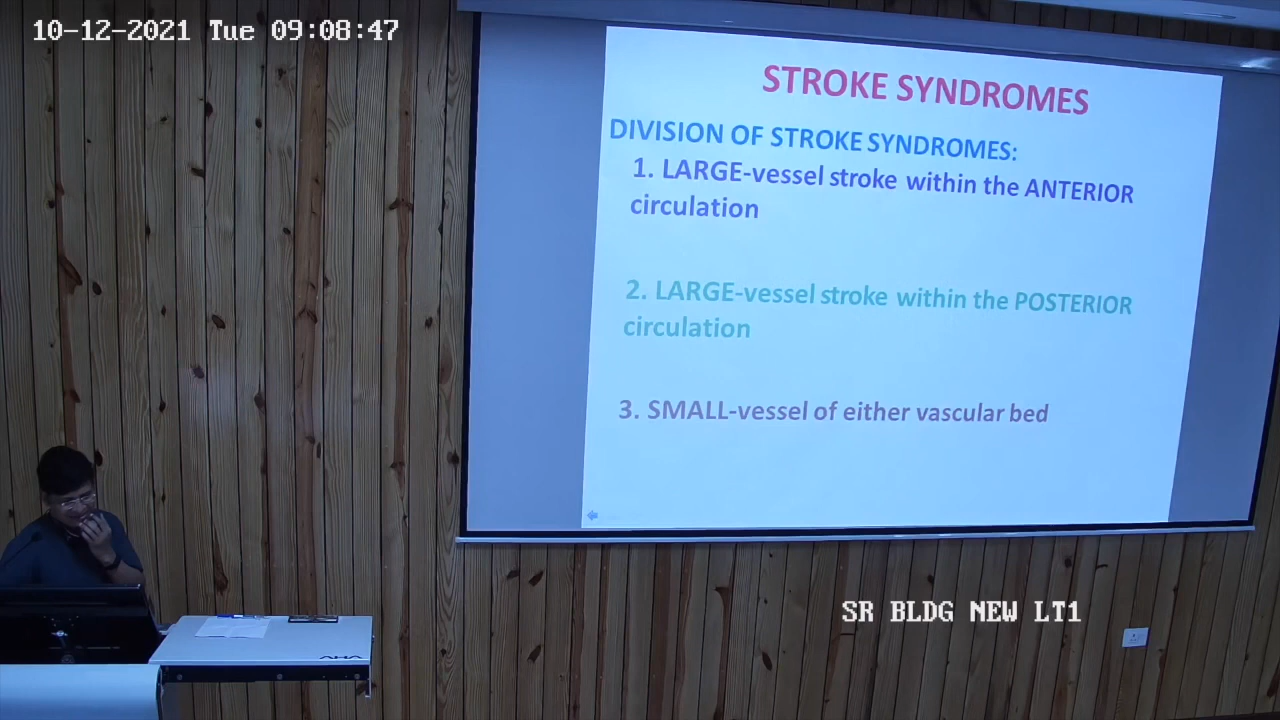 10-12-2021 Tue 09:08:47
STROKE SYNDROMES
DIVISION OF STROKE SYNDROMES:
1. LARGE-vessel stroke within the ANTERIOR
circulation
2. LARGE-vessel stroke within the POSTERIOR
circulation
3. SMALL-vessel of either vascular bed
SR BLDG NEW LT1
AHA